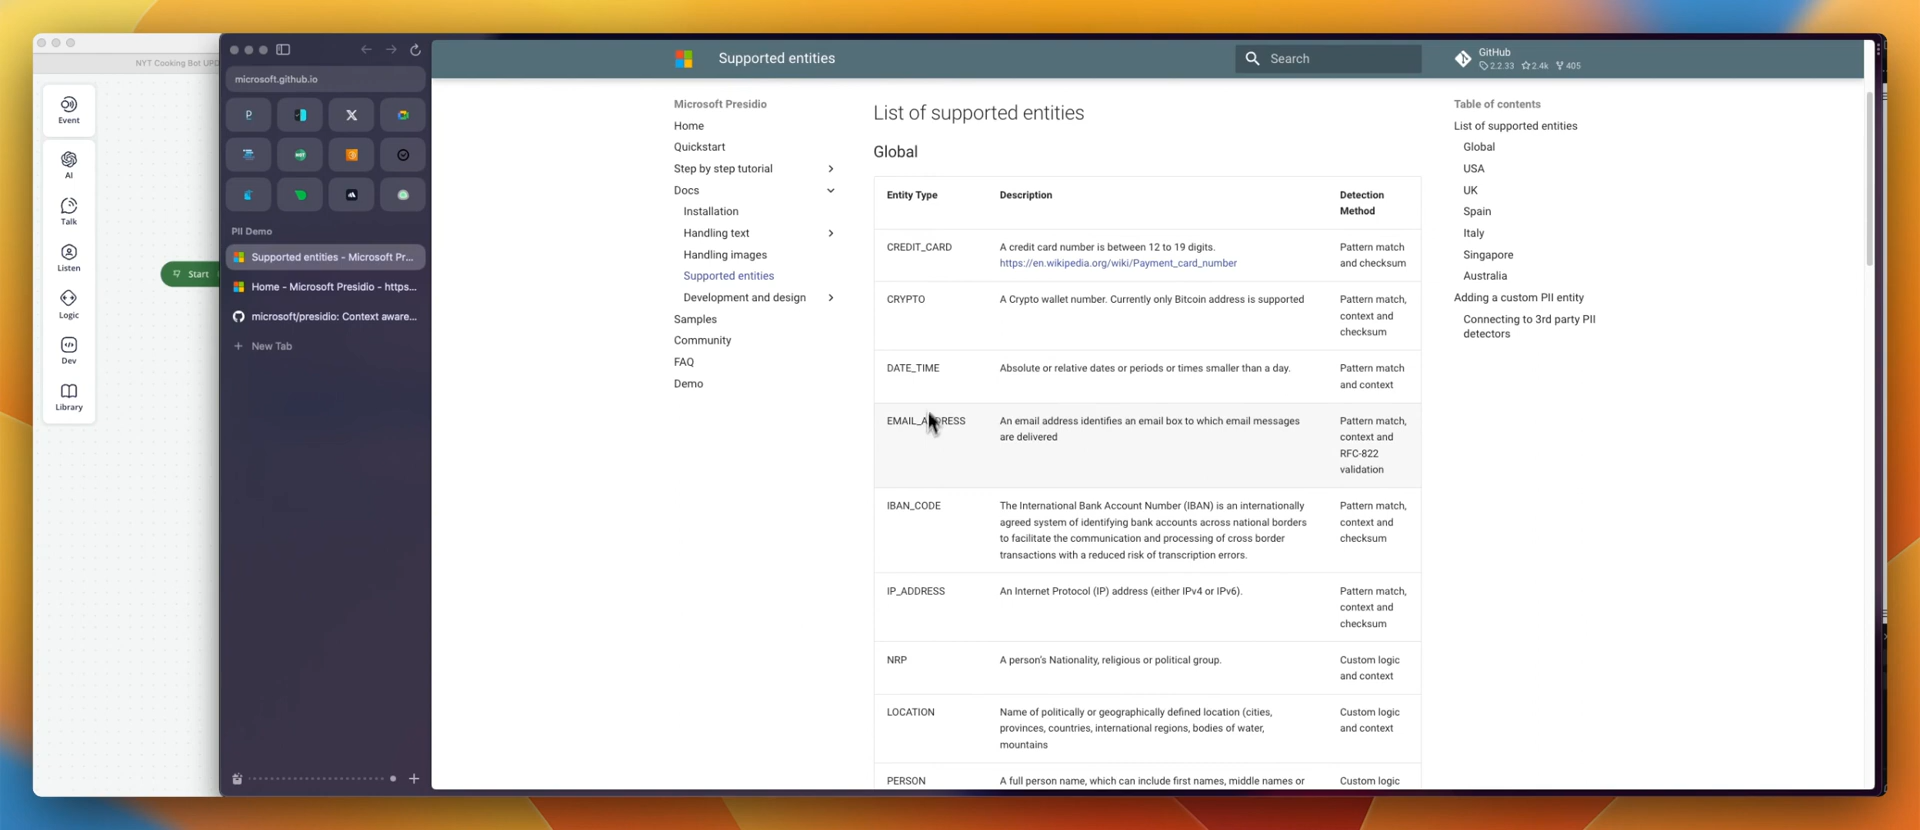 NYT Cooking Bot UPD
Event
AI
Talk
Listen
Logic
Dev
Library
Start
microsoft.github.io
PII Demo
Supported entities - Microsoft Pr...
Home - Microsoft Presidio - https...
microsoft/presidio: Context aware...
+ New Tab
Supported entities
Search
GitHub
2.2.33 2.4k 405
Microsoft Presidio
Home
Quickstart
Step by step tutorial
Docs
Installation
Handling text
Handling images
Supported entities
Development and design
Samples
Community
FAQ
Demo
List of supported entities
Global
Entity Type Description Detection
Method
CREDIT_CARD A credit card number is between 12 to 19 digits. Pattern match
https://en.wikipedia.org/wiki/Payment_card_number and checksum
CRYPTO A Crypto wallet number. Currently only Bitcoin address is supported Pattern match,
context and
checksum
DATE_TIME Absolute or relative dates or periods or times smaller than a day. Pattern match
and context
EMAIL_ADDRESS An email address identifies an email box to which email messages Pattern match,
are delivered context and
RFC-822
validation
IBAN_CODE The International Bank Account Number (IBAN) is an internationally Pattern match,
agreed system of identifying bank accounts across national borders context and
to facilitate the communication and processing of cross border checksum
transactions with a reduced risk of transcription errors.
IP_ADDRESS An Internet Protocol (IP) address (either IPv4 or IPv6). Pattern match,
context and
checksum
NRP A person's Nationality, religious or political group. Custom logic
and context
LOCATION Name of politically or geographically defined location (cities, Custom logic
provinces, countries, international regions, bodies of water, and context
mountains
PERSON A full person name, which can include first names, middle names or Custom logic
Table of contents
List of supported entities
Global
USA
UK
Spain
Italy
Singapore
Australia
Adding a custom PII entity
Connecting to 3rd party PII
detectors